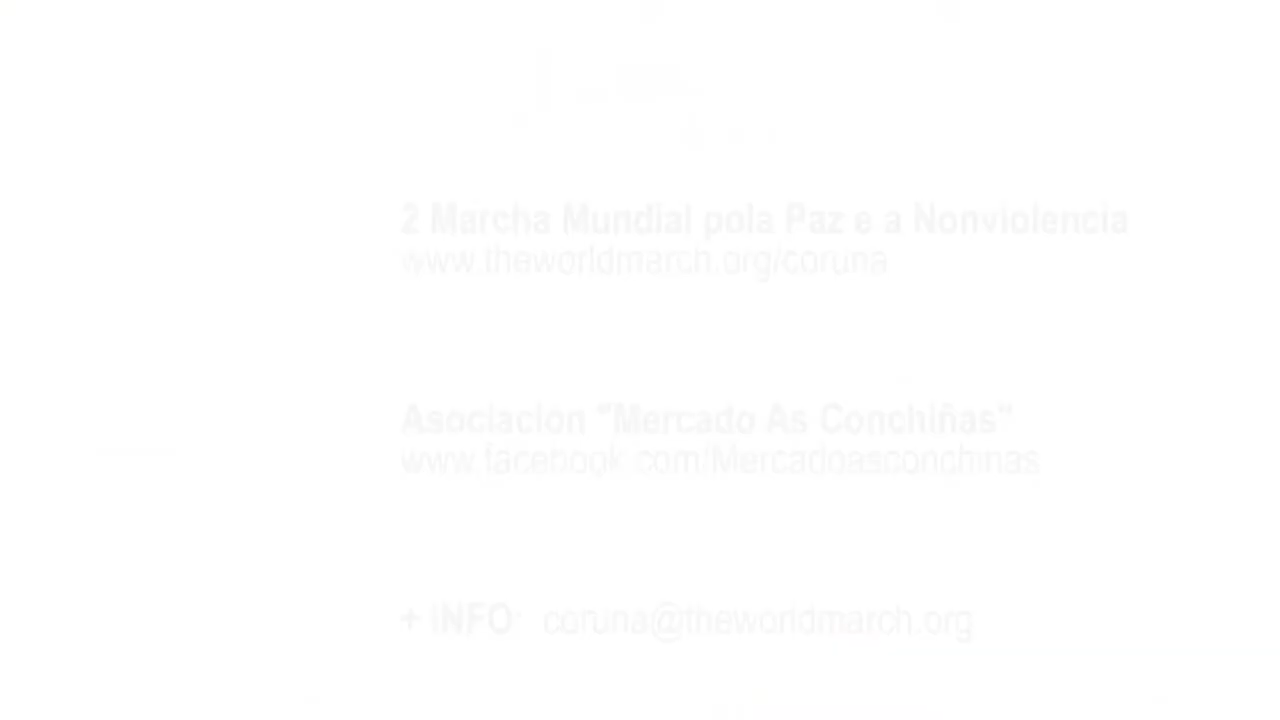 2 Marcha Mundial pola Paz e a Nonviolencia
www.theworldmarch.org/coruna
Asociación "Mercado As Conchiñas"
www.facebook.com/Mercadoasconchinas
+ INFO: coruna@theworldmarch.org